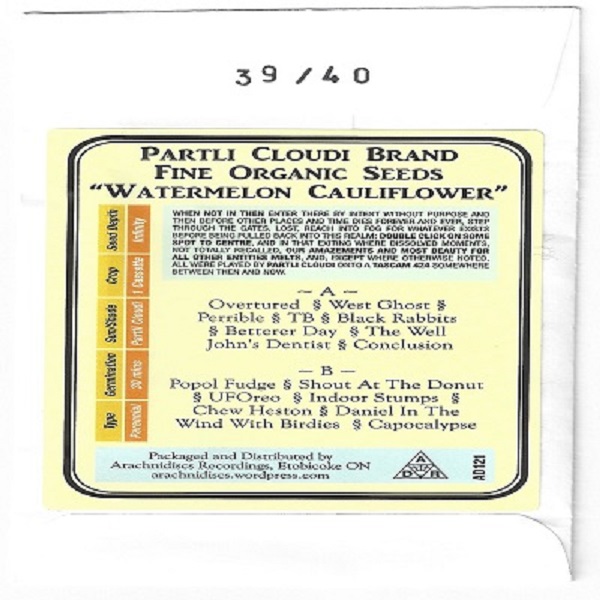 39/40
PARTLI CLOUDI BRAND
FINE ORGANIC SEEDS
“WATERMELON CAULIFLOWER”
WHEN NOT IN THEN ENTER THERE BY INTENT WITHOUT PURPOSE AND
THEN BEFORE OTHER PLACES AND TIME DIES FOREVER AND EVER, STEP
THROUGH THE GATES, LOST, REACH INTO FOG FOR WHATEVER EXISTS
BEFORE BEING PULLED BACK INTO THIS REALM; DOUBLE CLICK ON SOME
SPOT TO CENTRE, AND IN THAT EXITING WHERE DISSOLVED MOMENTS,
NOT TOTALLY RECALLED, OUR AMAZEMENTS AND MOST BEAUTY FOR
ALL OTHER ENTITIES MELTS, AND, EXCEPT WHERE OTHERWISE NOTED,
ALL WERE PLAYED BY PARTLI CLOUDI ONTO A TASCAM 424 SOMEWHERE
BETWEEN THEN AND NOW.
Seed Depth Infinity
Crop 1 Cassette
Sun/Shade Partli Cloudi
Germination 30 mins
Type Perennial
– A –
Overtured § West Ghost §
Perrible § TB § Black Rabbits
§ Betterer Day § The Well
John's Dentist § Conclusion
– B –
Popol Fudge § Shout At The Donut
§ UFOreo § Indoor Stumps §
Chew Heston § Daniel In The
Wind With Birdies § Capocalypse
Packaged and Distributed by
Arachnidiscs Recordings, Etobicoke ON
arachnidiscs.wordpress.com
A
D R
AD121